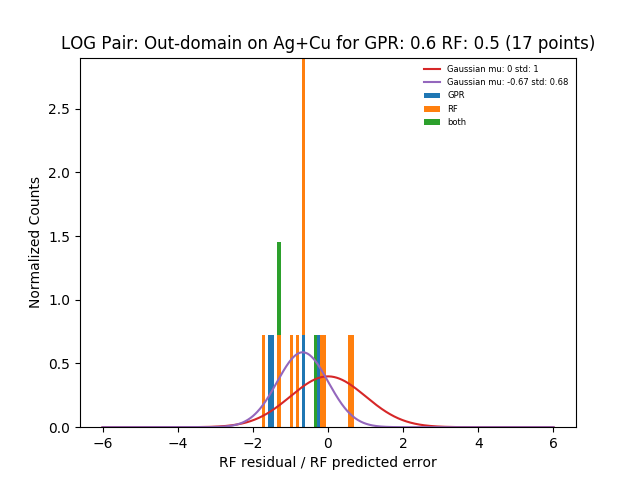 LOG Pair: Out-domain on Ag+Cu for GPR: 0.6 RF: 0.5 (17 points)
Gaussian mu: 0 std: 1
Gaussian mu: -0.67 std: 0.68
GPR
RF
both
Normalized Counts
2.5
2.0
1.5
1.0
0.5
0.0
−6 −4 −2 0 2 4 6
RF residual / RF predicted error